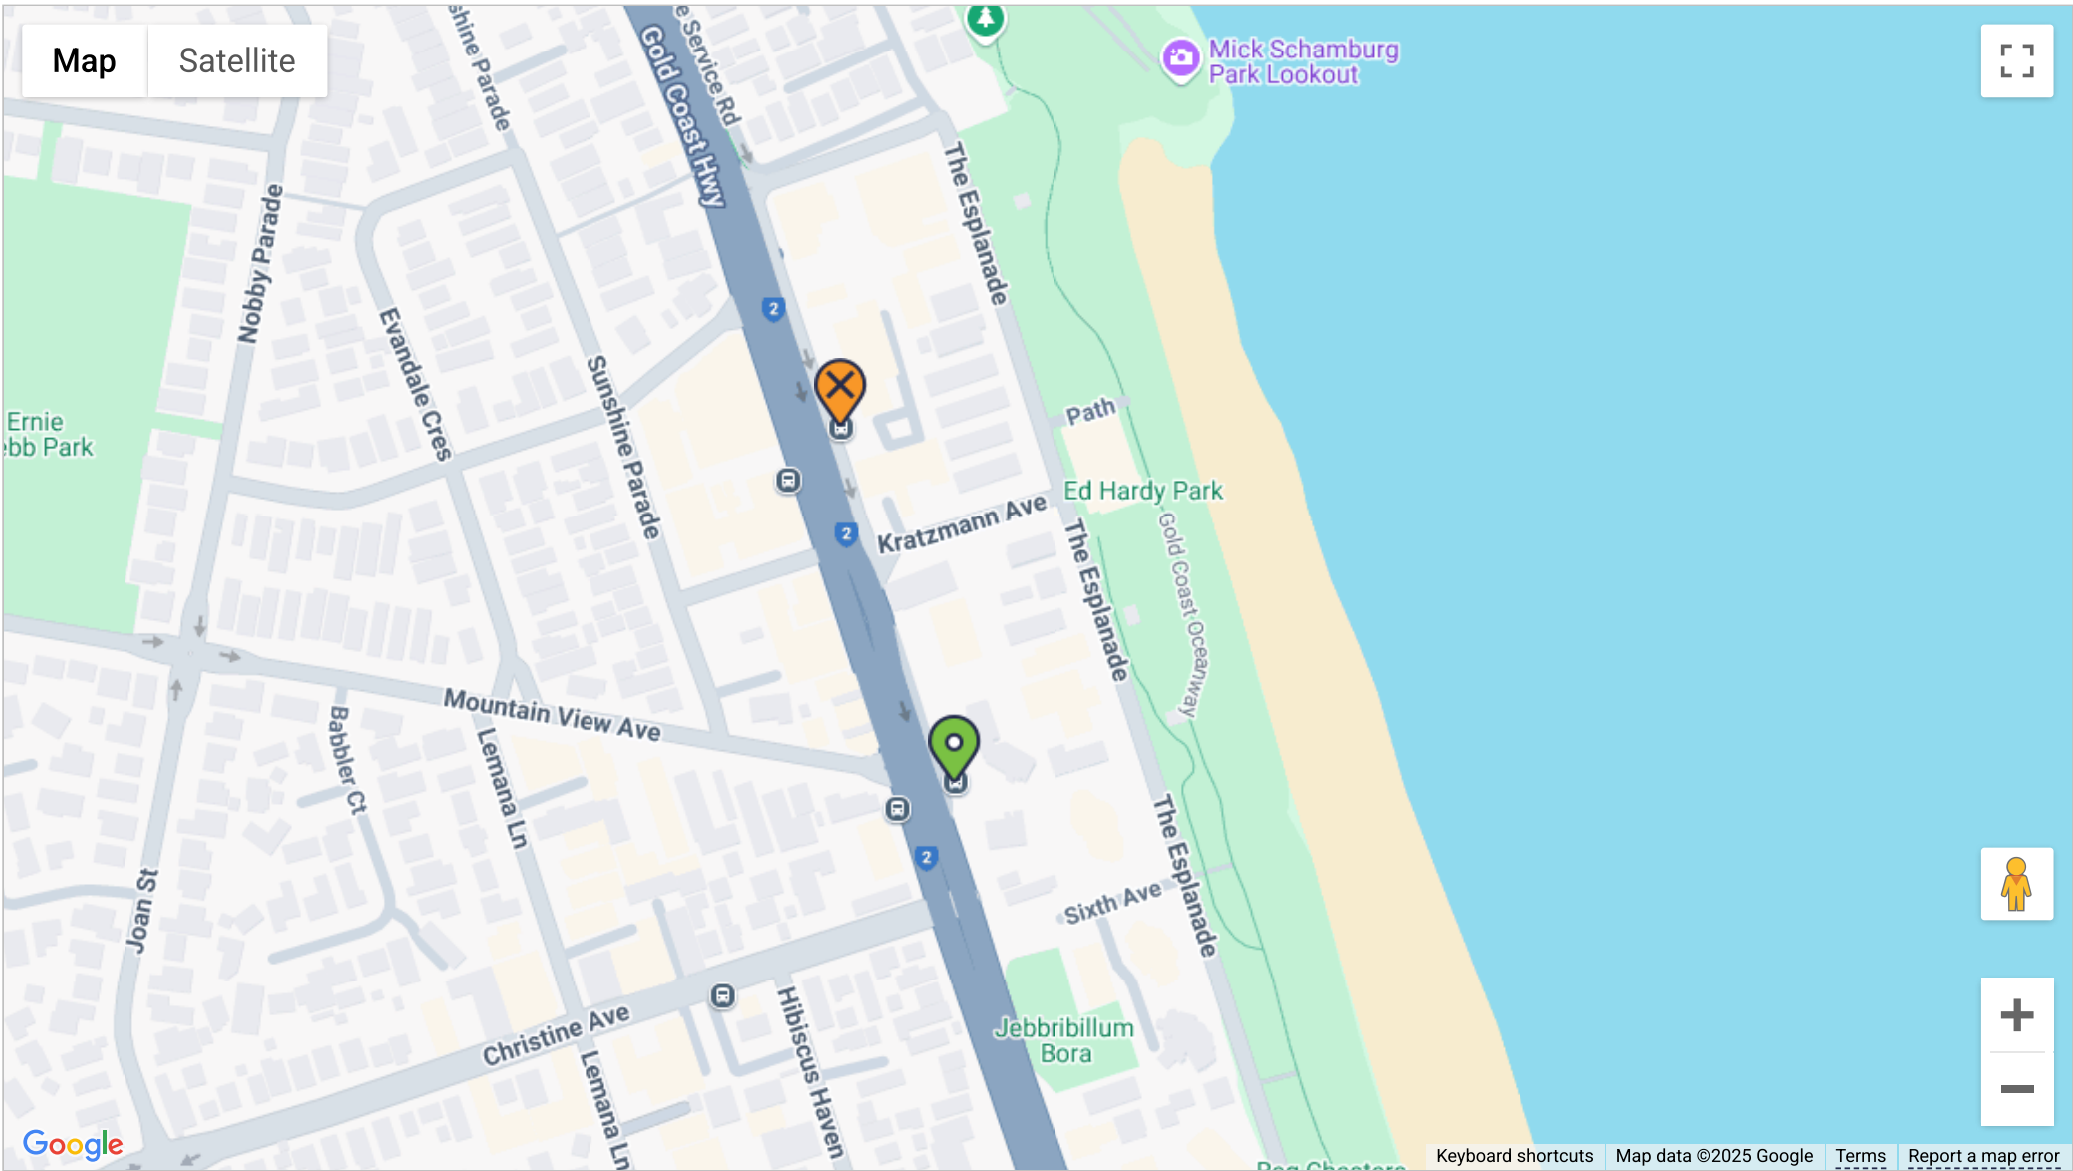 Map
Satellite
shine Parade
Gold Coast Hwy
e Service Rd
Mick Schamburg
Park Lookout
The Esplanade
Nobby Parade
2
Evandale Cres
Sunshine Parade
Path
Ernie
ebb Park
Ed Hardy Park
2
Kratzmann Ave
The Esplanade
Gold Coast Oceanway
Mountain View Ave
Babbler Ct
Lemana Ln
The Esplanade
2
Joan St
Sixth Ave
Christine Ave
Hibiscus Haven
Jebbribillum
Bora
Lemana Ln
Google
Keyboard shortcuts
Map data ©2025 Google
Terms
Report a map error